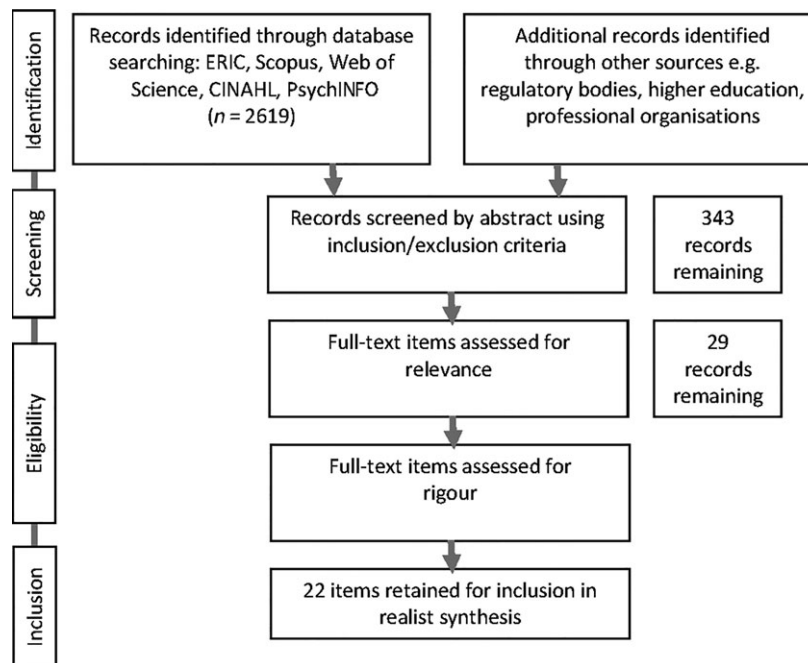 Identification
Records identified through database
searching: ERIC, Scopus, Web of
Science, CINAHL, PsychINFO
(n = 2619)
Additional records identified
through other sources e.g.
regulatory bodies, higher education,
professional organisations
Screening
Records screened by abstract using
inclusion/exclusion criteria
343
records
remaining
Eligibility
Full-text items assessed for
relevance
29
records
remaining
Full-text items assessed for
rigour
Inclusion
22 items retained for inclusion in
realist synthesis